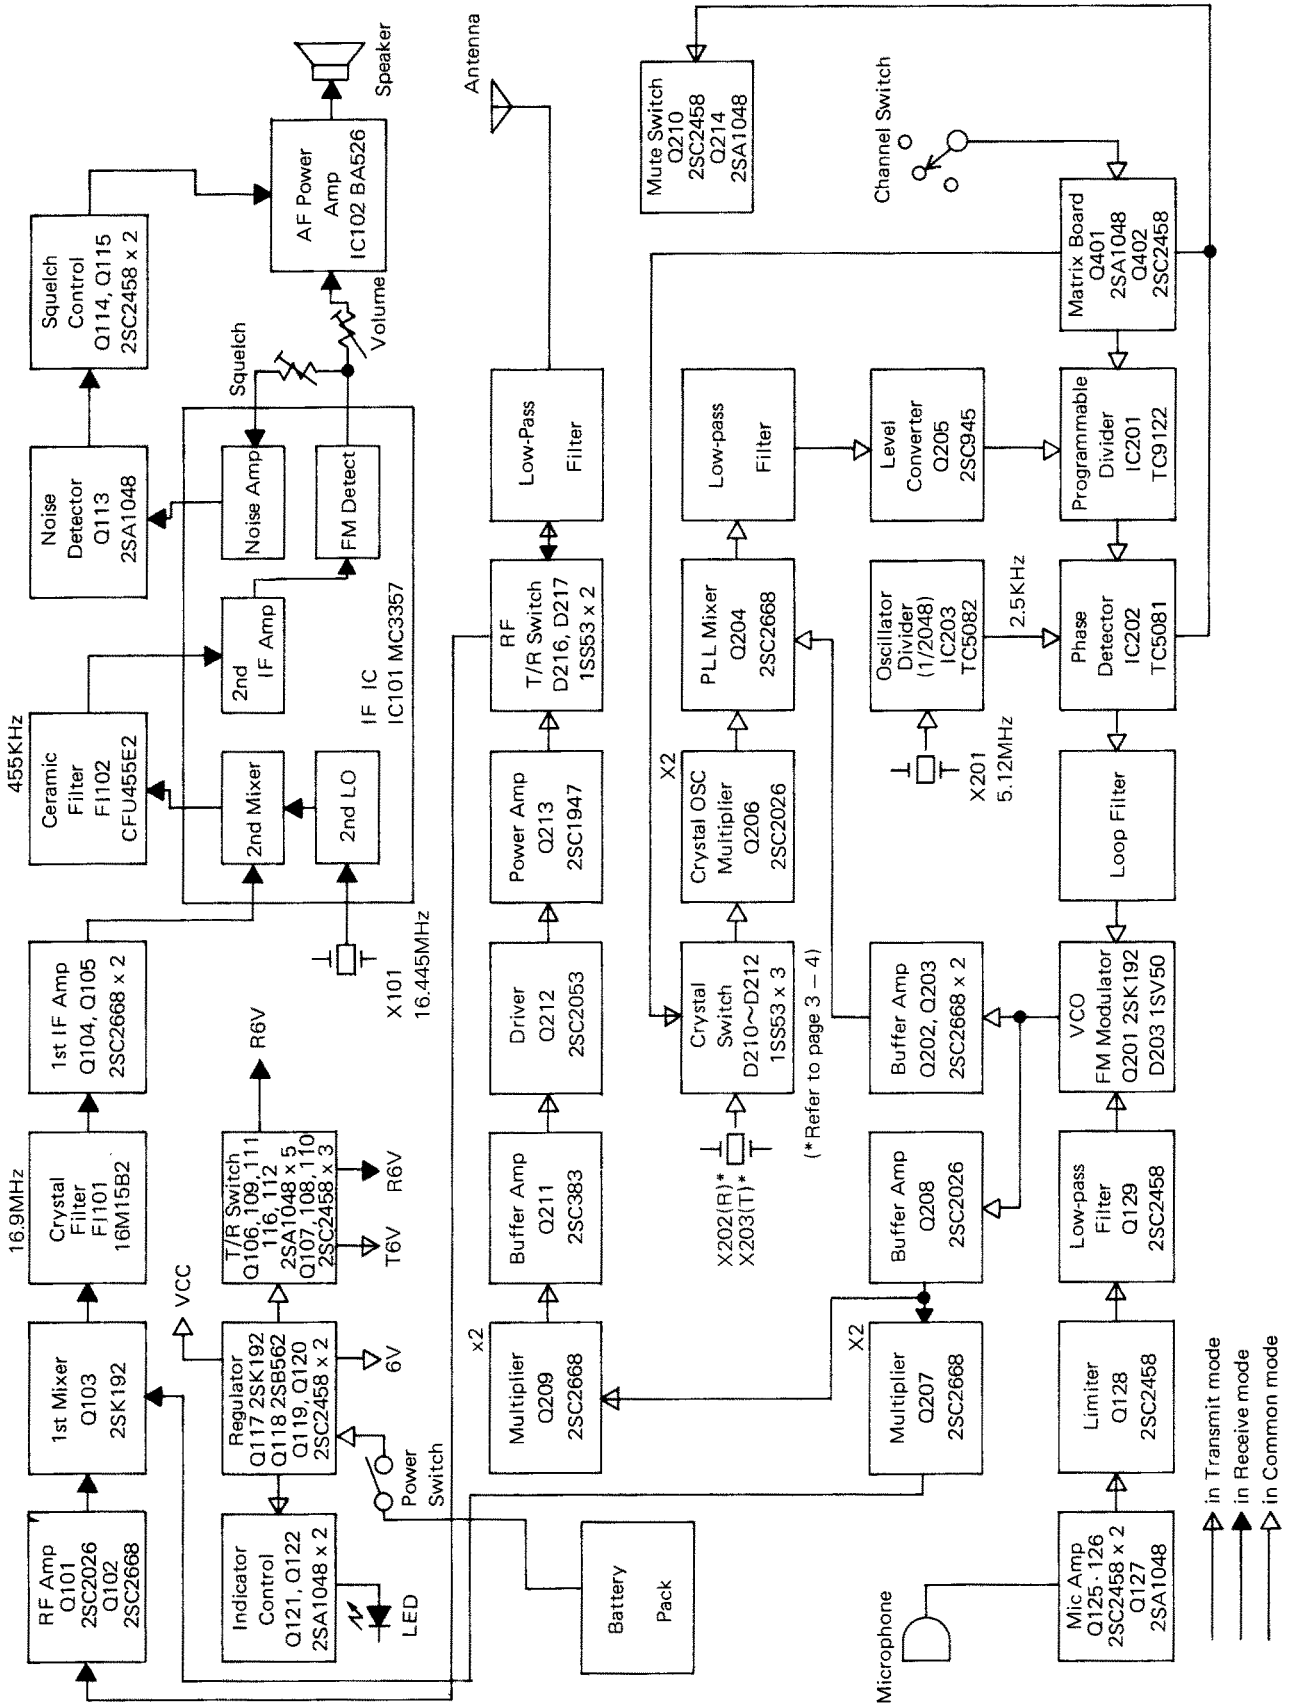 RF Amp
Q101
2SC2026
Q102
2SC2668
1st Mixer
Q103
2SK192
16.9MHz
Crystal
Filter
FI101
16M15B2
1st IF Amp
Q104, Q105
2SC2668 x 2
455KHz
Ceramic
Filter
FI102
CFU455E2
Noise
Detector
Q113
2SA1048
Squelch
Control
Q114, Q115
2SC2458 x 2
Indicator
Control
Q121, Q122
2SA1048 x 2
LED
VCC
Regulator
Q117 2SK192
Q118 2SB562
Q119, Q120
2SC2458 x 2
6V
Power
Switch
T/R Switch
Q106, 109, 111
116, 112
2SA1048 x 5
Q107, 108, 110
2SC2458 x 3
T6V
R6V
R6V
X101
16.445MHz
2nd Mixer
2nd LO
2nd
IF Amp
IF IC
IC101 MC3357
Noise Amp
FM Detect
Squelch
Volume
AF Power
Amp
IC102 BA526
Speaker
x2
Multiplier
Q209
2SC2668
Buffer Amp
Q211
2SC383
Driver
Q212
2SC2053
Power Amp
Q213
2SC1947
RF
T/R Switch
D216, D217
1SS53 x 2
Low-Pass
Filter
Antenna
Battery
Pack
X202(R)*
X203(T)*
Crystal
Switch
D210~D212
1SS53 x 3
(*Refer to page 3 – 4)
X2
Crystal OSC
Multiplier
Q206
2SC2026
PLL Mixer
Q204
2SC2668
Low-pass
Filter
Mute Switch
Q210
2SC2458
Q214
2SA1048
X2
Multiplier
Q207
2SC2668
Buffer Amp
Q208
2SC2026
Buffer Amp
Q202, Q203
2SC2668 x 2
X201
5.12MHz
Oscillator
Divider
(1/2048)
IC203
TC5082
2.5KHz
Level
Converter
Q205
2SC945
Channel Switch
Microphone
Mic Amp
Q125 - 126
2SC2458 x 2
Q127
2SA1048
Limiter
Q128
2SC2458
Low-pass
Filter
Q129
2SC2458
VCO
FM Modulator
Q201 2SK192
D203 1SV50
Loop Filter
Phase
Detector
IC202
TC5081
Programmable
Divider
IC201
TC9122
Matrix Board
Q401
2SA1048
Q402
2SC2458
in Transmit mode
in Receive mode
in Common mode